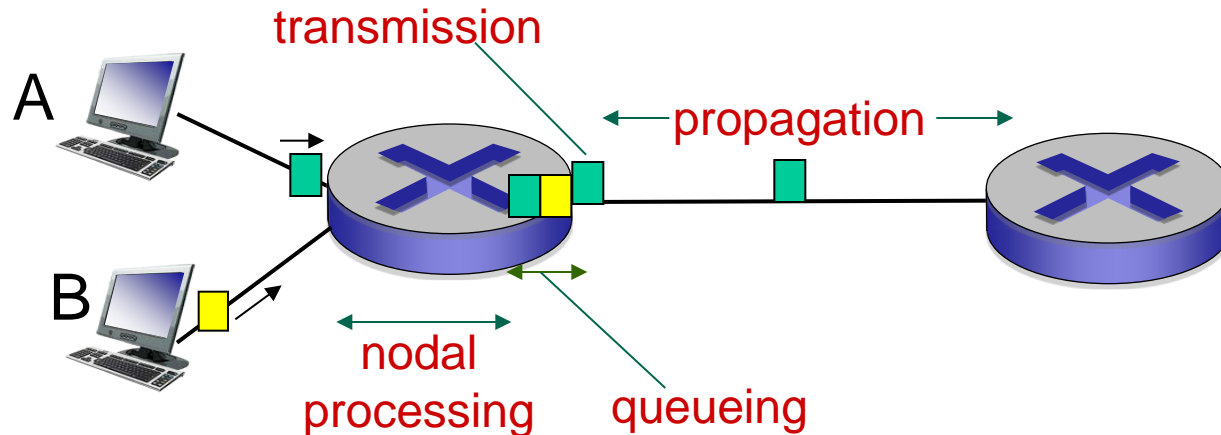 transmission
A
propagation
B
nodal
processing
queueing